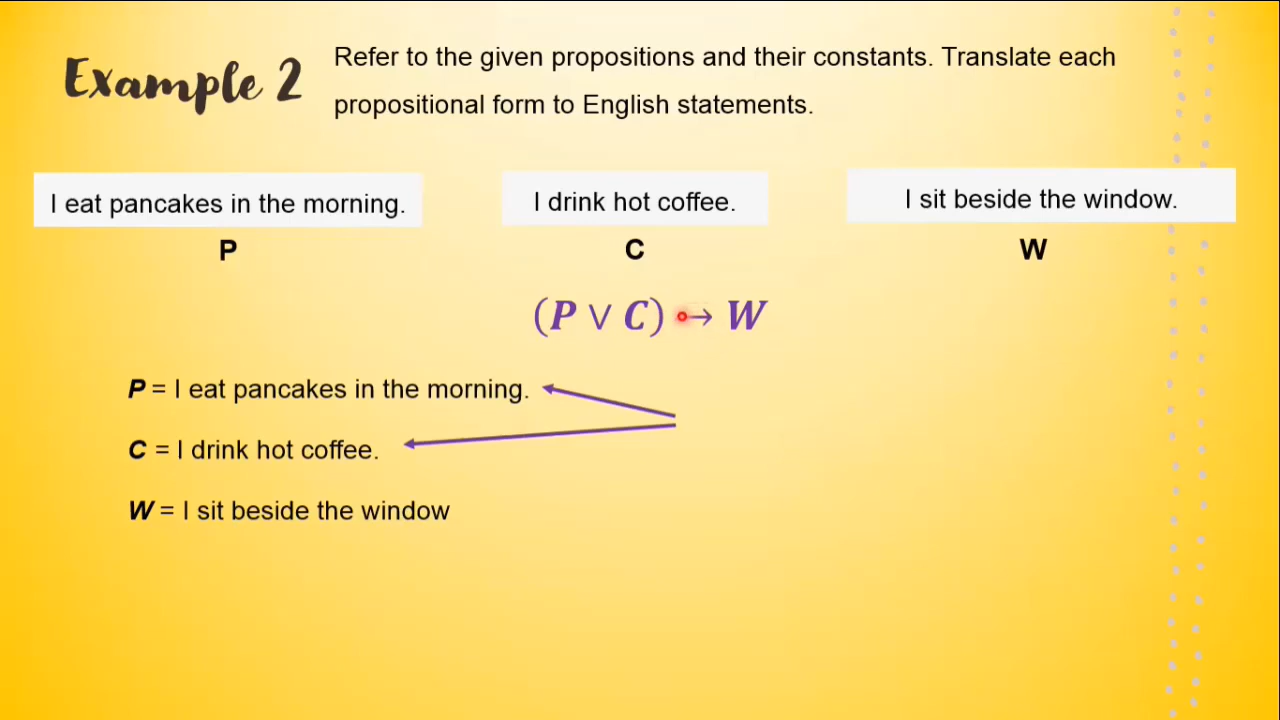 Example 2
Refer to the given propositions and their constants. Translate each
propositional form to English statements.
I eat pancakes in the morning.
I drink hot coffee.
I sit beside the window.
P
C
W
(P ∨ C) → W
P = I eat pancakes in the morning.
C = I drink hot coffee.
W = I sit beside the window